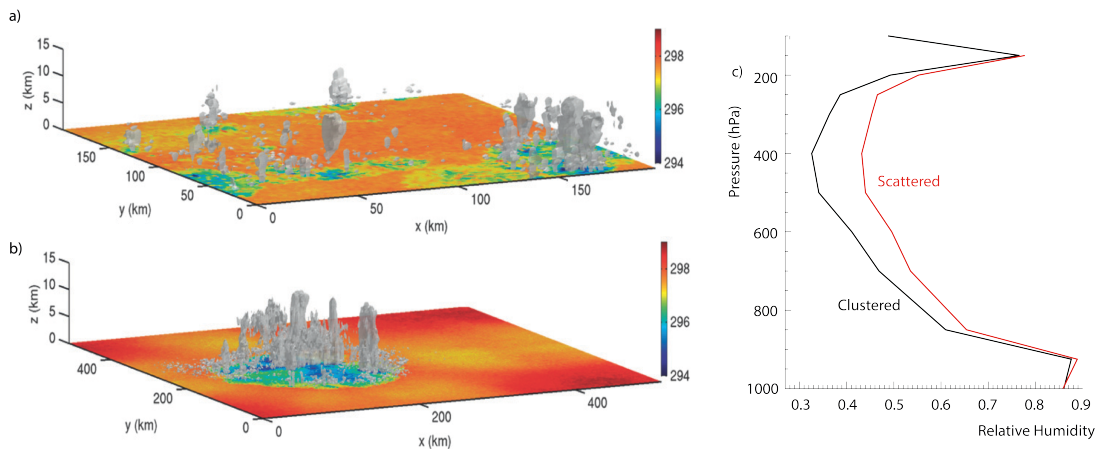 a)
z (km)
15
10
5
0
150
100
50
0
y (km)
0
50
100
150
x (km)
298
296
294
b)
z (km)
15
10
5
0
400
200
0
y (km)
0
200
400
x (km)
298
296
294
c)
Pressure (hPa)
200
400
600
800
1000
Scattered
Clustered
0.3 0.4 0.5 0.6 0.7 0.8 0.9
Relative Humidity